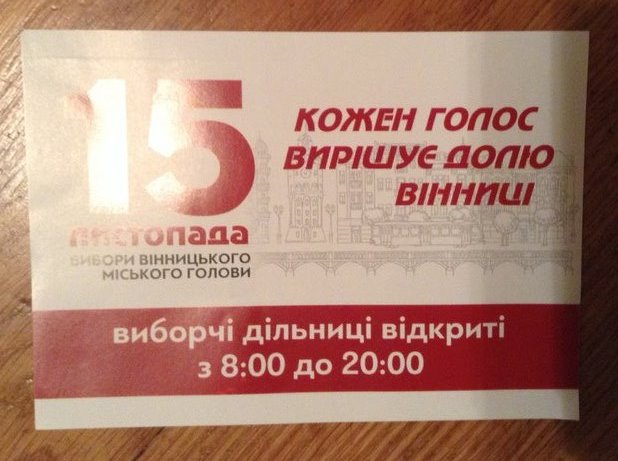 15
ЛИСТОПАДА
ВИБОРИ ВІННИЦЬКОГО
МІСЬКОГО ГОЛОВИ
КОЖЕН ГОЛОС
ВИРІШУЄ ДОЛЮ
ВІННИЦІ
виборчі дільниці відкриті
з 8:00 до 20:00